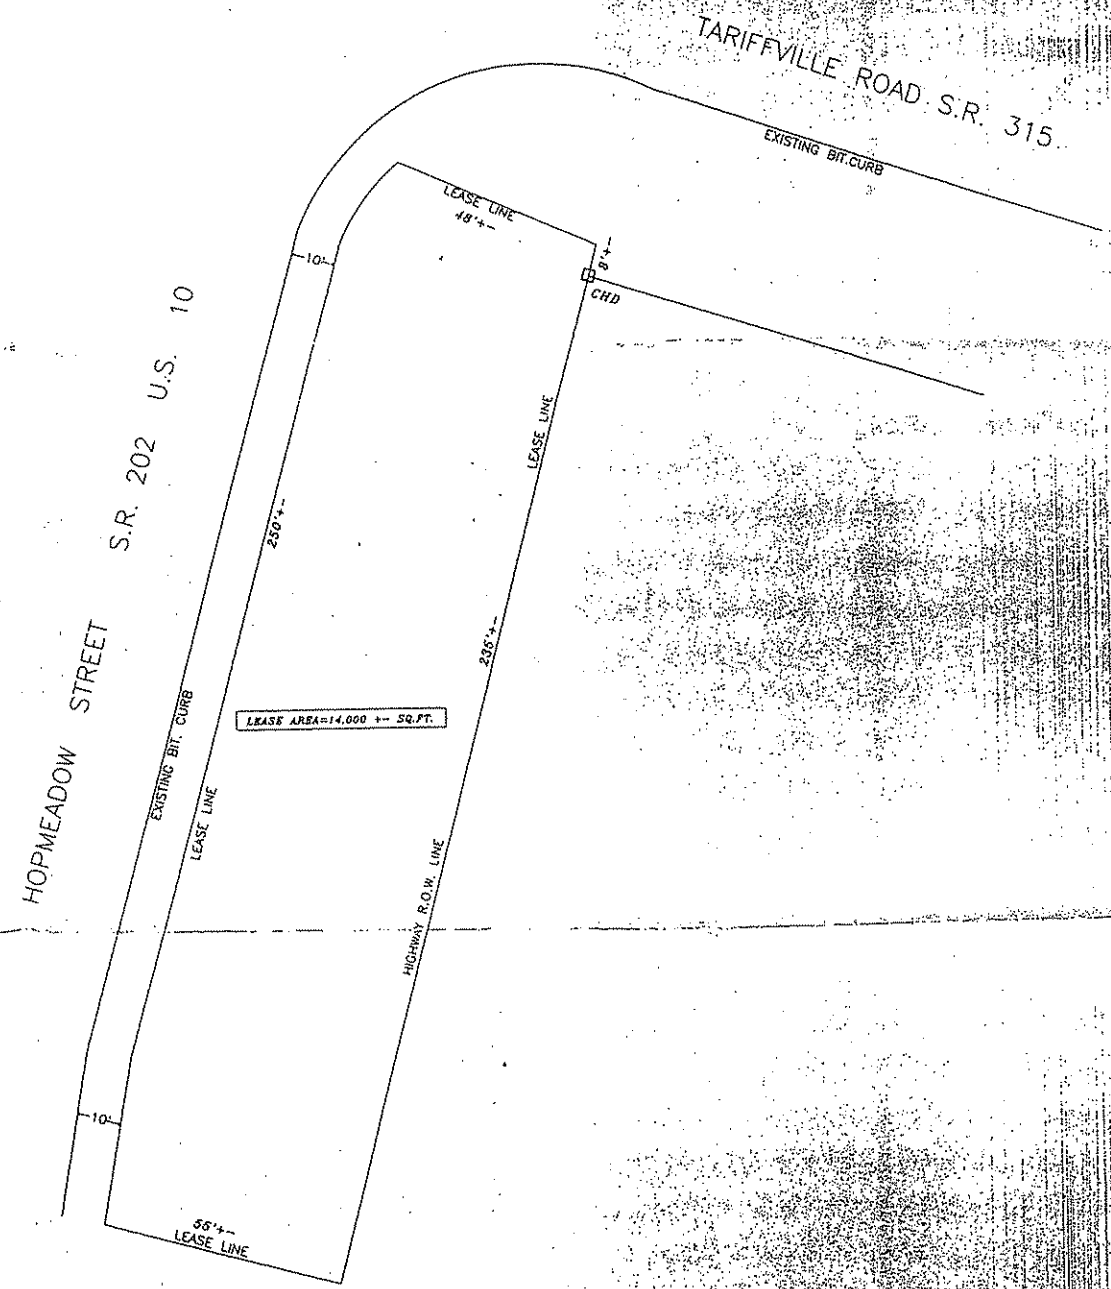 TARIFFVILLE ROAD S.R. 315
EXISTING BIT.CURB
LEASE LINE
48'+-
8'+-
CHD
10'
HOPMEADOW STREET S.R. 202 U.S. 10
LEASE LINE
250'+-
235'+-
LEASE AREA=14,000 +- SQ.FT.
EXISTING BIT. CURB
LEASE LINE
HIGHWAY R.O.W. LINE
10'
55'+-
LEASE LINE